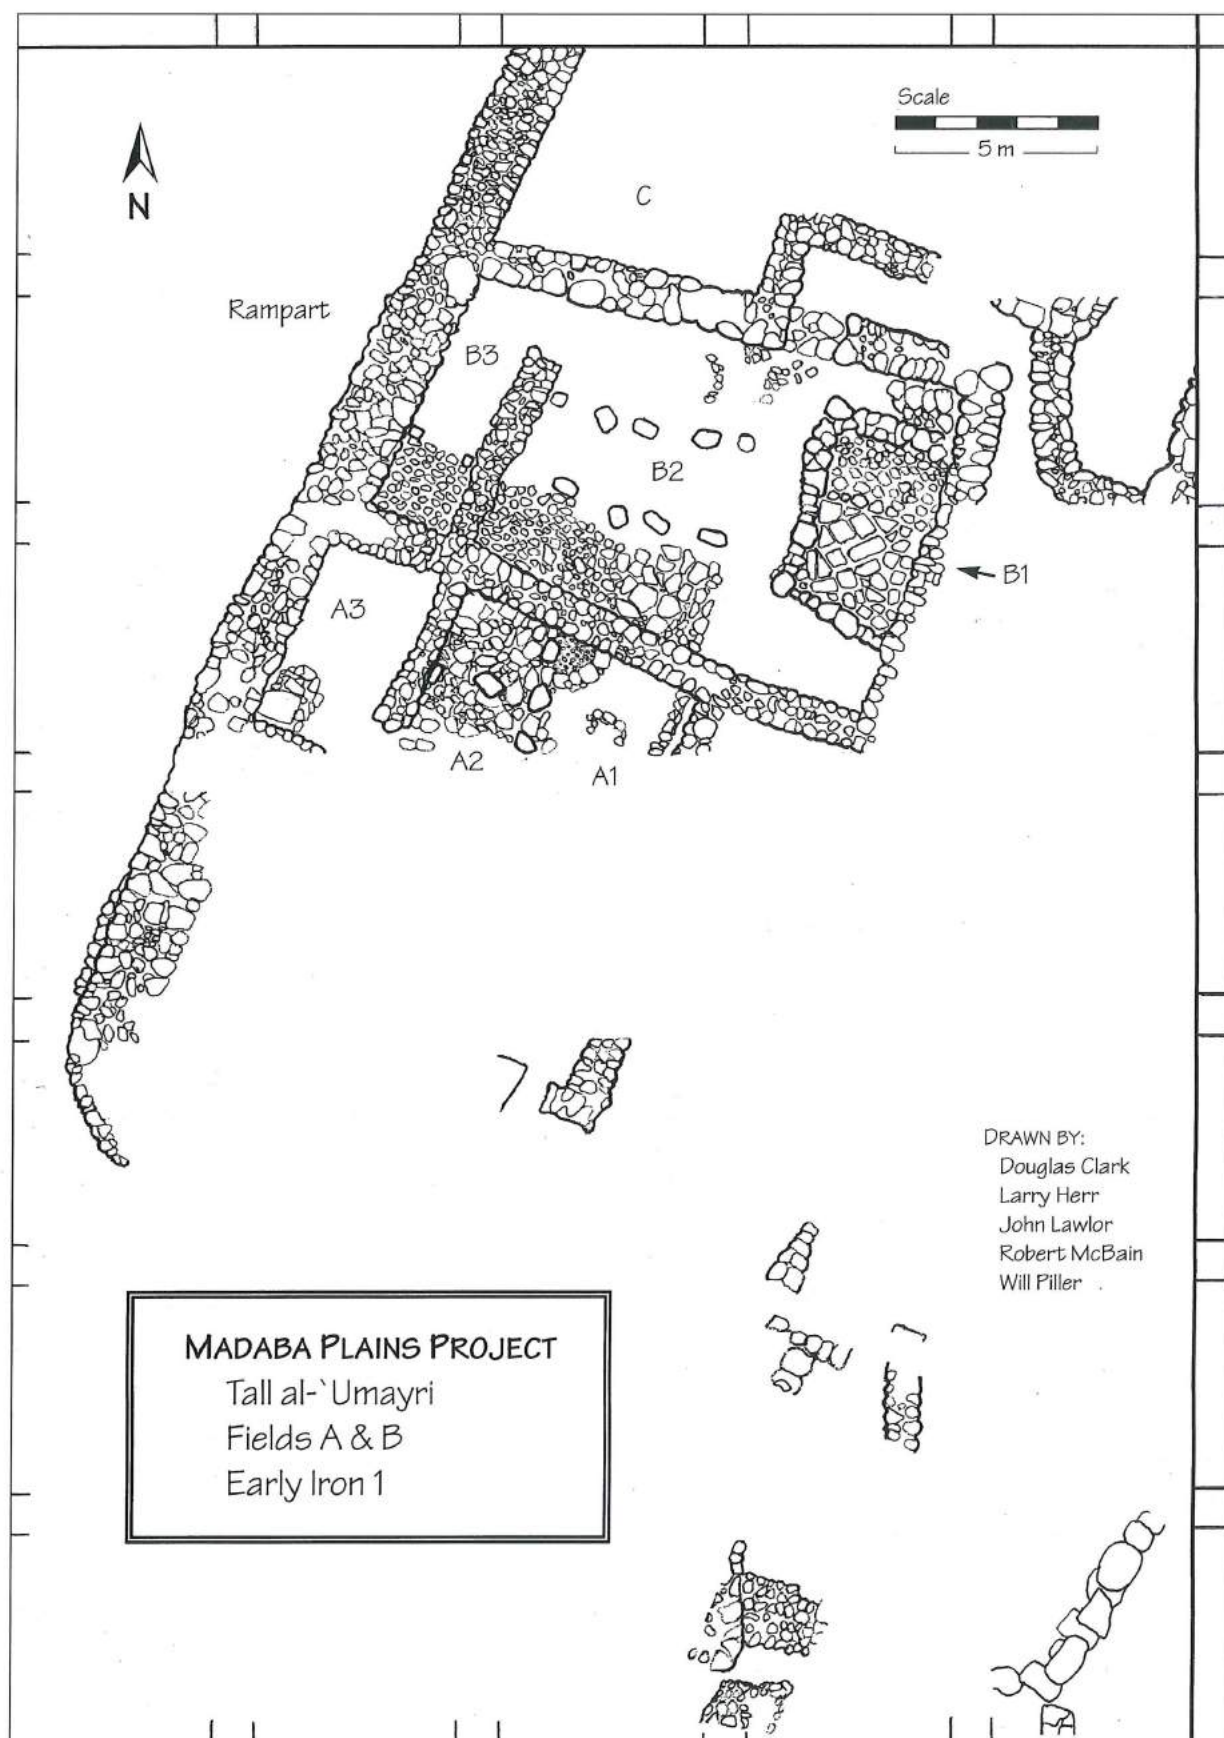 Scale
5 m
N
C
Rampart
B3
B2
B1
A3
A2
A1
DRAWN BY:
Douglas Clark
Larry Herr
John Lawlor
Robert McBain
Will Piller
MADABA PLAINS PROJECT
Tall al-`Umayri
Fields A & B
Early Iron 1